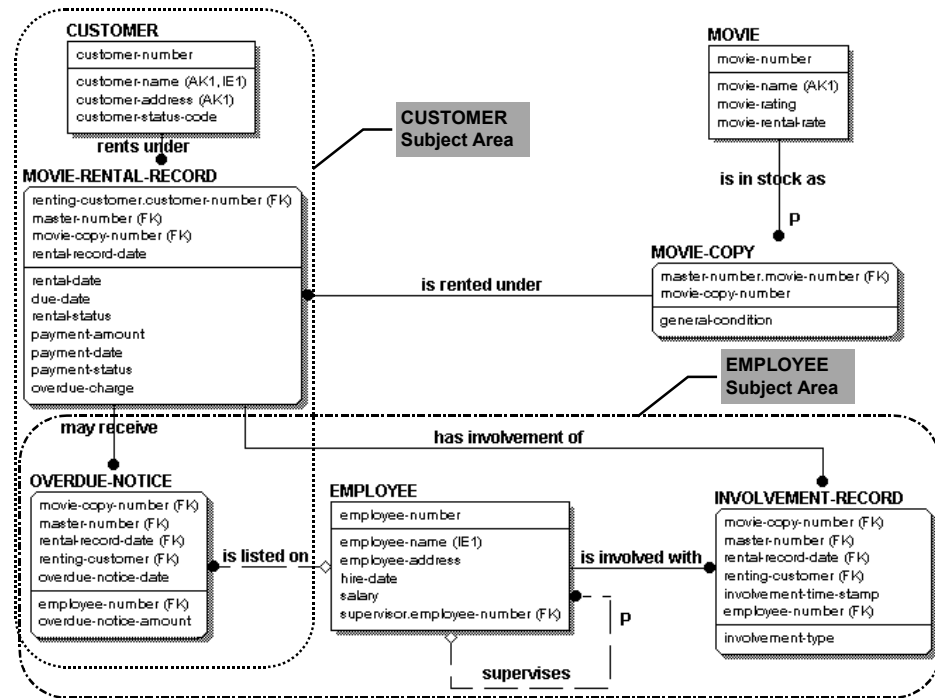 CUSTOMER
customer-number
customer-name (AK1,IE1)
customer-address (AK1)
customer-status-code
rents under
MOVIE-RENTAL-RECORD
renting-customer.customer-number (FK)
master-number (FK)
movie-copy-number (FK)
rental-record-date
rental-date
due-date
rental-status
payment-amount
payment-date
payment-status
overdue-charge
CUSTOMER
Subject Area
MOVIE
movie-number
movie-name (AK1)
movie-rating
movie-rental-rate
is in stock as
P
MOVIE-COPY
master-number.movie-number (FK)
movie-copy-number
general-condition
is rented under
EMPLOYEE
Subject Area
may receive
has involvement of
OVERDUE-NOTICE
movie-copy-number (FK)
master-number (FK)
rental-record-date (FK)
renting-customer (FK)
overdue-notice-date
employee-number (FK)
overdue-notice-amount
is listed on
EMPLOYEE
employee-number
employee-name (IE1)
employee-address
hire-date
salary
supervisor.employee-number (FK)
is involved with
P
supervises
INVOLVEMENT-RECORD
movie-copy-number (FK)
master-number (FK)
rental-record-date (FK)
renting-customer (FK)
involvement-time-stamp
employee-number (FK)
involvement-type